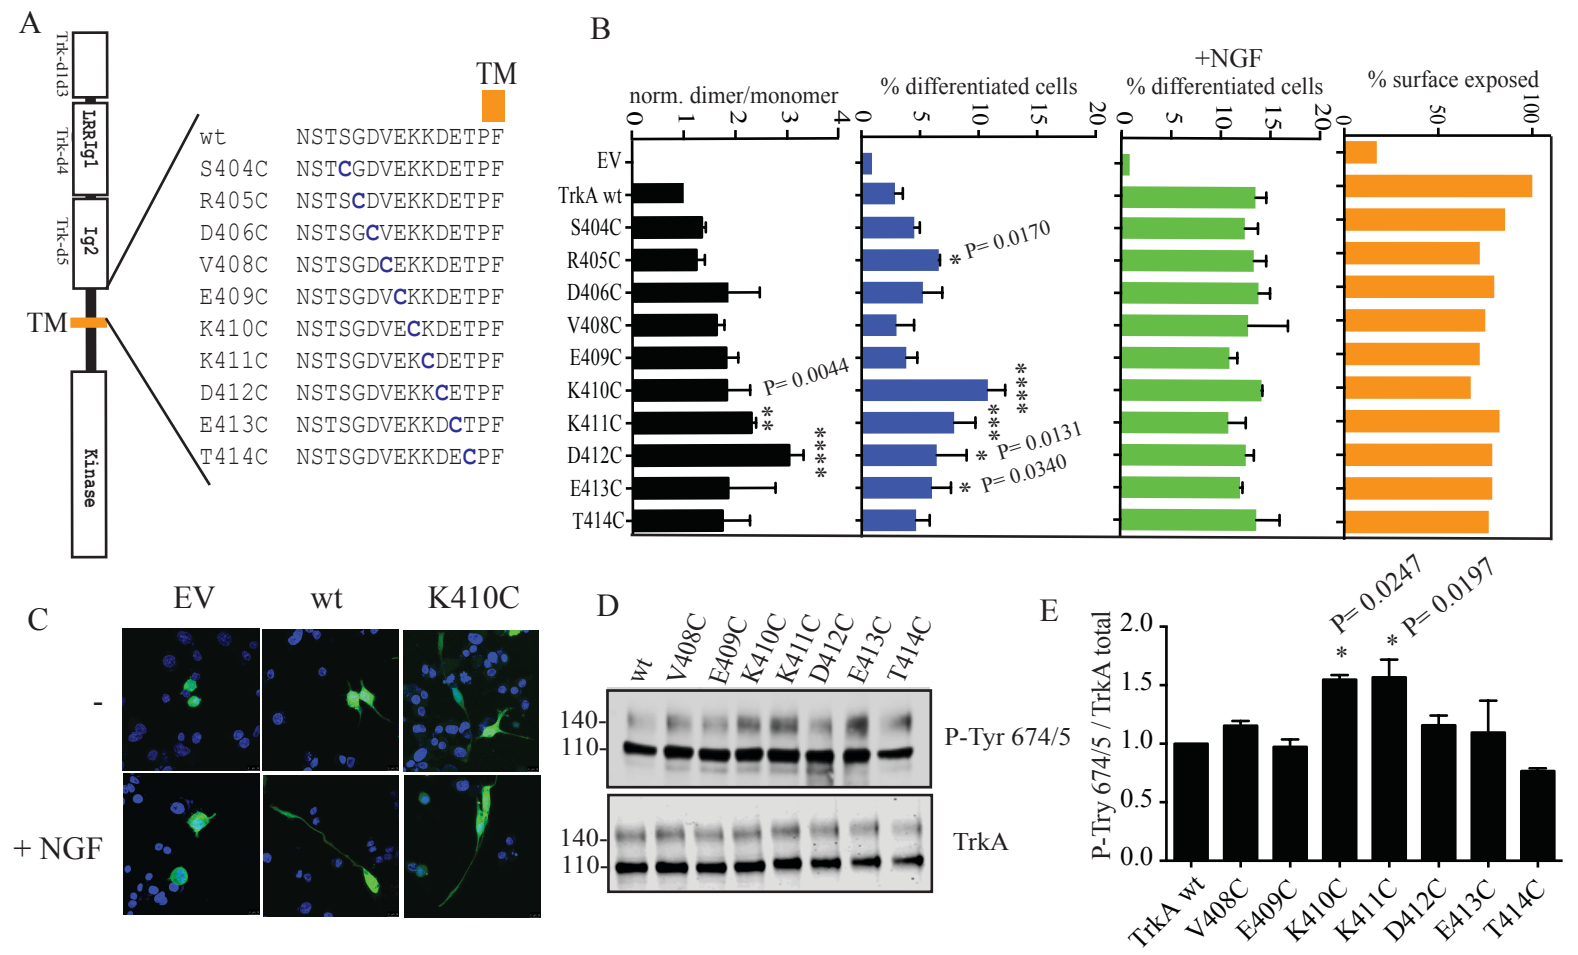 A
Trk-d1d3
LRRIg1
Trk-d4
Ig2
Trk-d5
TM
Kinase
TM
wt NSTSGDVEKKDETPF
S404C NSTCGDVEKKDETPF
R405C NSTSCDVEKKDETPF
D406C NSTSGCVEKKDETPF
V408C NSTSGDCEKKDETPF
E409C NSTSGDVCKKDETPF
K410C NSTSGDVECKDETPF
K411C NSTSGDVEKCDETPF
D412C NSTSGDVEKKCETPF
E413C NSTSGDVEKKDCTPF
T414C NSTSGDVEKKDECPF
B
norm. dimer/monomer
0 1 2 3 4
% differentiated cells
0 5 10 15 20
+NGF
% differentiated cells
0 5 10 15 20
% surface exposed
0 50 100
EV
TrkA wt
S404C
R405C * P= 0.0170
D406C
V408C
E409C
K410C P= 0.0044 ****
K411C ** ***
D412C **** * P= 0.0131
E413C * P= 0.0340
T414C
C
EV wt K410C
-
+ NGF
D
wt V408C E409C K410C K411C D412C E413C T414C
140-
110-
P-Tyr 674/5
140-
110-
TrkA
E
P= 0.0247
P= 0.0197
* *
P-Try 674/5 / TrkA total
2.0
1.5
1.0
0.5
0.0
TrkA wt V408C E409C K410C K411C D412C E413C T414C